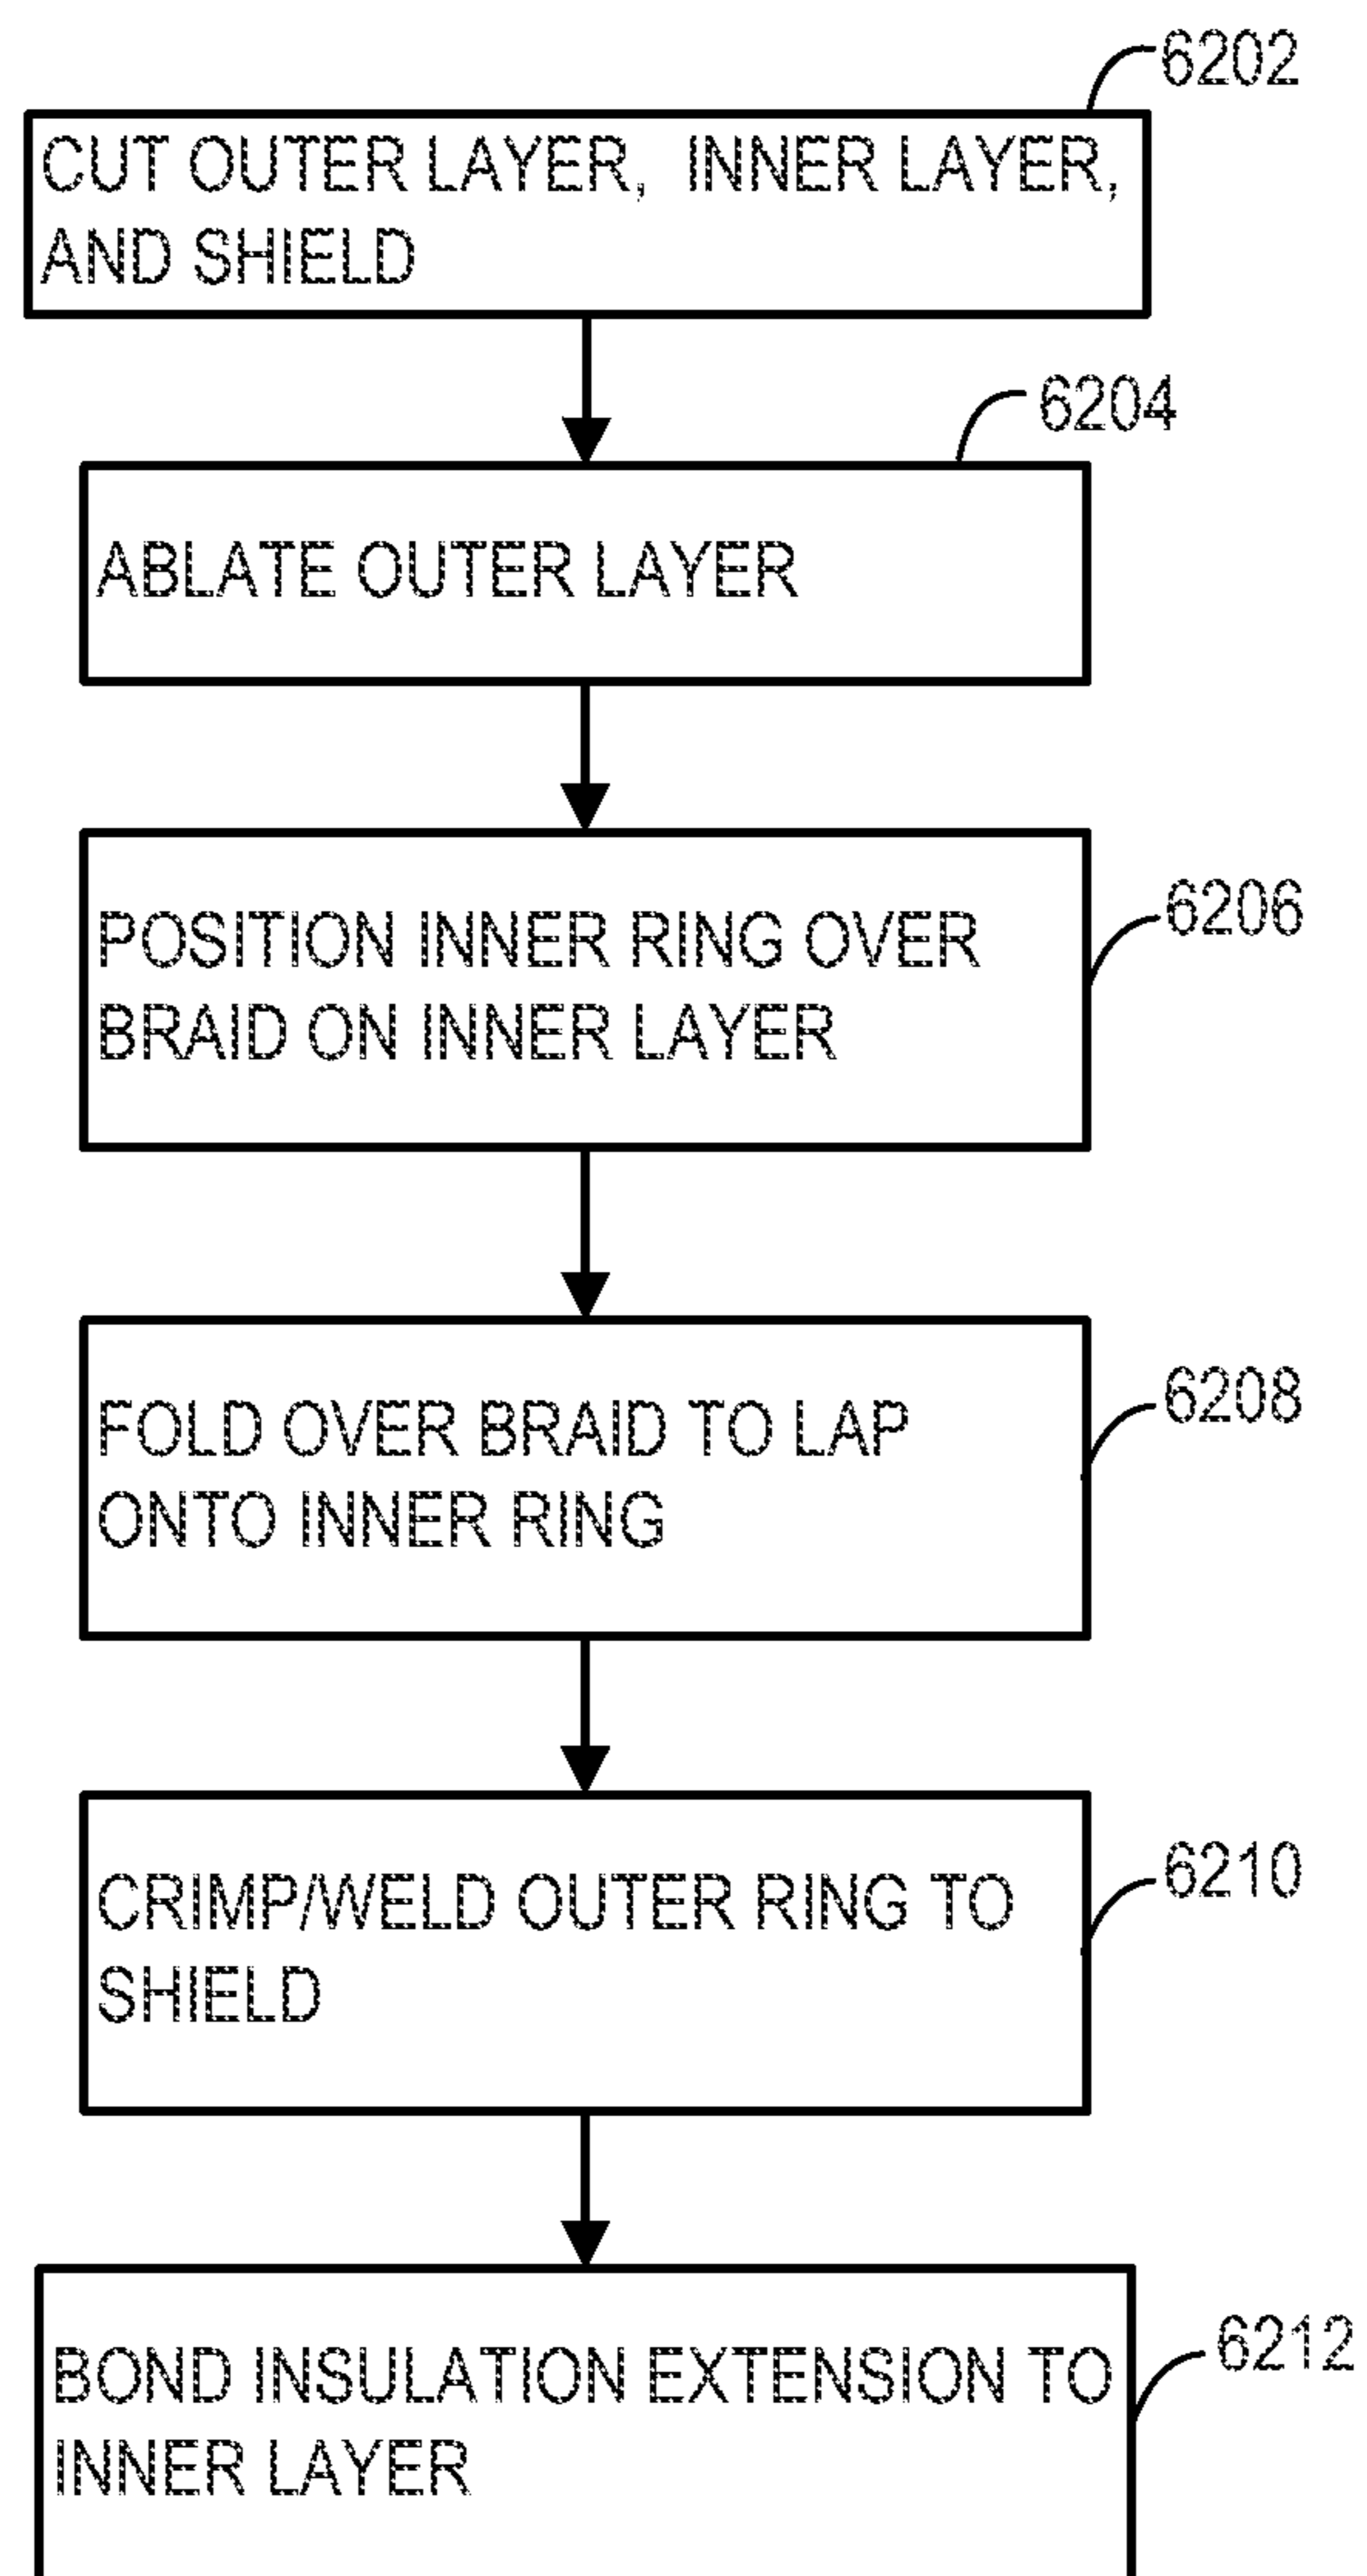 6202
CUT OUTER LAYER, INNER LAYER,
AND SHIELD
6204
ABLATE OUTER LAYER
6206
POSITION INNER RING OVER
BRAID ON INNER LAYER
6208
FOLD OVER BRAID TO LAP
ONTO INNER RING
6210
CRIMP/WELD OUTER RING TO
SHIELD
6212
BOND INSULATION EXTENSION TO
INNER LAYER